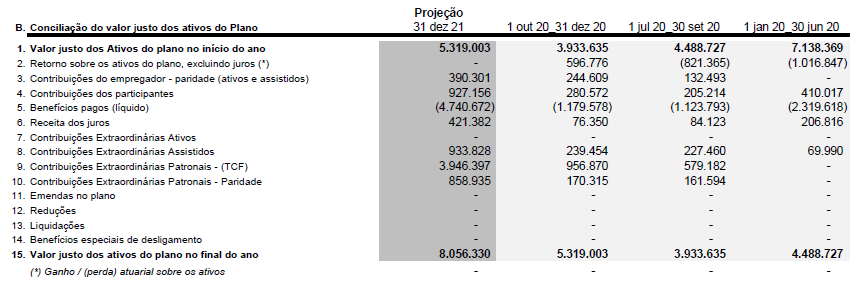 Projeção
B. Conciliação do valor justo dos ativos do Plano 31 dez 21 1 out 20_31 dez 20 1 jul 20_30 set 20 1 jan 20_30 jun 20
1. Valor justo dos Ativos do plano no início do ano 5.319.003 3.933.635 4.488.727 7.138.369
2. Retorno sobre os ativos do plano, excluindo juros (*) - 596.776 (821.365) (1.016.847)
3. Contribuições do empregador - paridade (ativos e assistidos) 390.301 244.609 132.493 -
4. Contribuições dos participantes 927.156 280.572 205.214 410.017
5. Benefícios pagos (líquido) (4.740.672) (1.179.578) (1.123.793) (2.319.618)
6. Receita dos juros 421.382 76.350 84.123 206.816
7. Contribuições Extraordinárias Ativos - - - -
8. Contribuições Extraordinárias Assistidos 933.828 239.454 227.460 69.990
9. Contribuições Extraordinárias Patronais - (TCF) 3.946.397 956.870 579.182 -
10. Contribuições Extraordinárias Patronais - Paridade 858.935 170.315 161.594 -
11. Emendas no plano - - - -
12. Reduções - - - -
13. Liquidações - - - -
14. Benefícios especiais de desligamento - - - -
15. Valor justo dos ativos do plano no final do ano 8.056.330 5.319.003 3.933.635 4.488.727
(*) Ganho / (perda) atuarial sobre os ativos - - - -